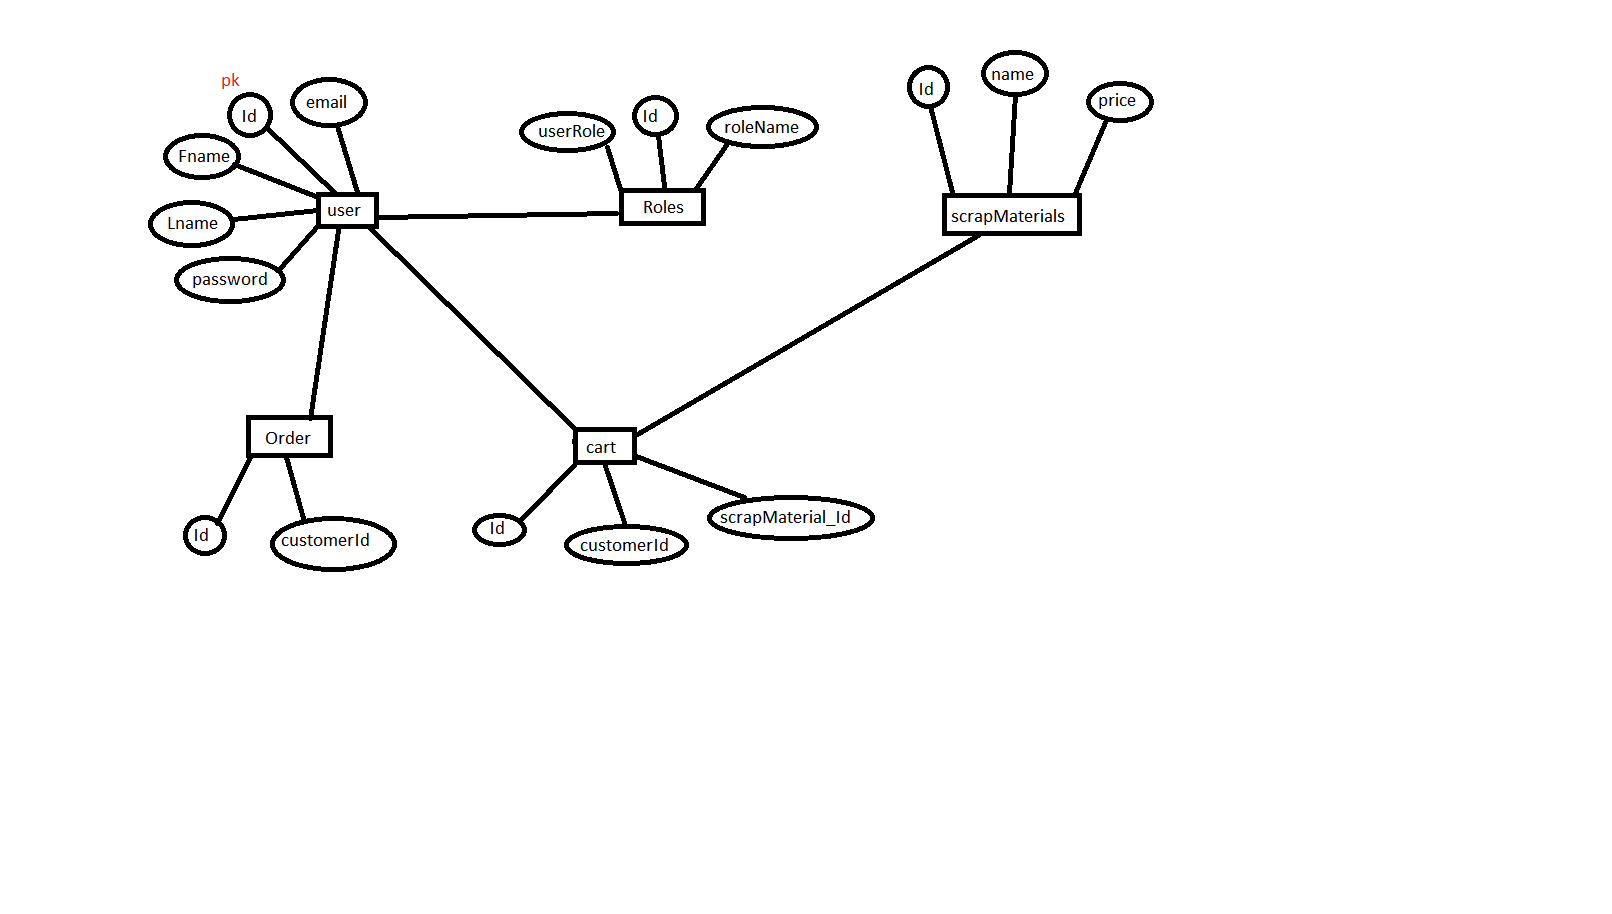 pk
Id
email
Fname
Lname
password
user
userRole
Id
roleName
Roles
Id
name
price
scrapMaterials
Order
Id
customerId
cart
Id
customerId
scrapMaterial_Id